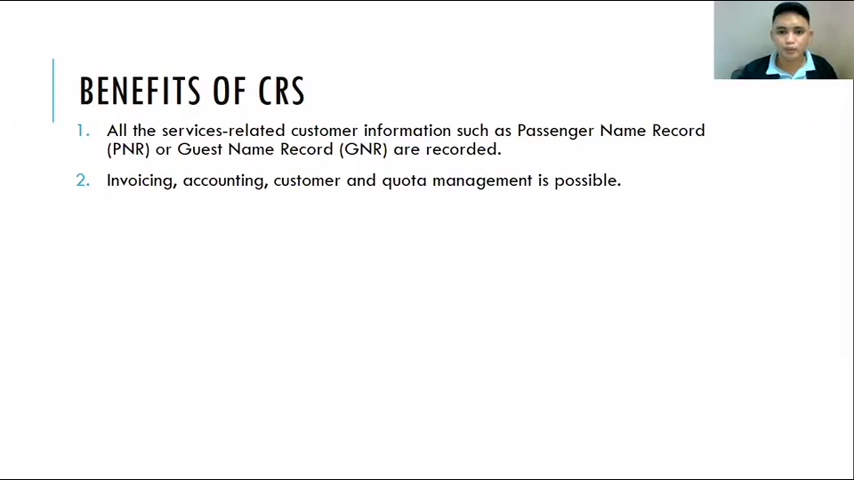 BENEFITS OF CRS
1. All the services-related customer information such as Passenger Name Record
(PNR) or Guest Name Record (GNR) are recorded.
2. Invoicing, accounting, customer and quota management is possible.